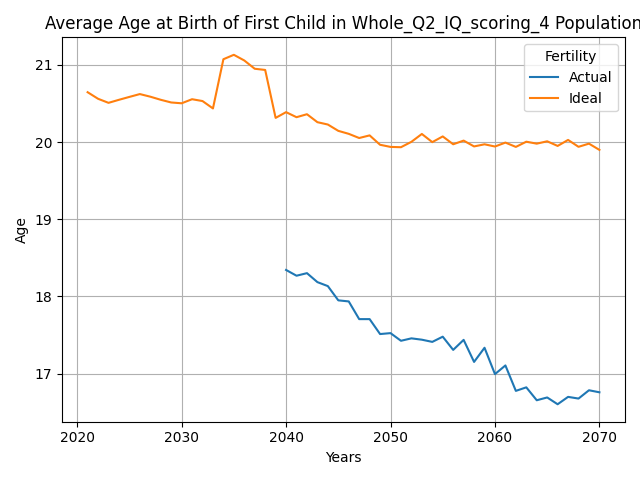 Average Age at Birth of First Child in Whole_Q2_IQ_scoring_4 Population
Fertility
Actual
Ideal
Age
21
20
19
18
17
2020 2030 2040 2050 2060 2070
Years